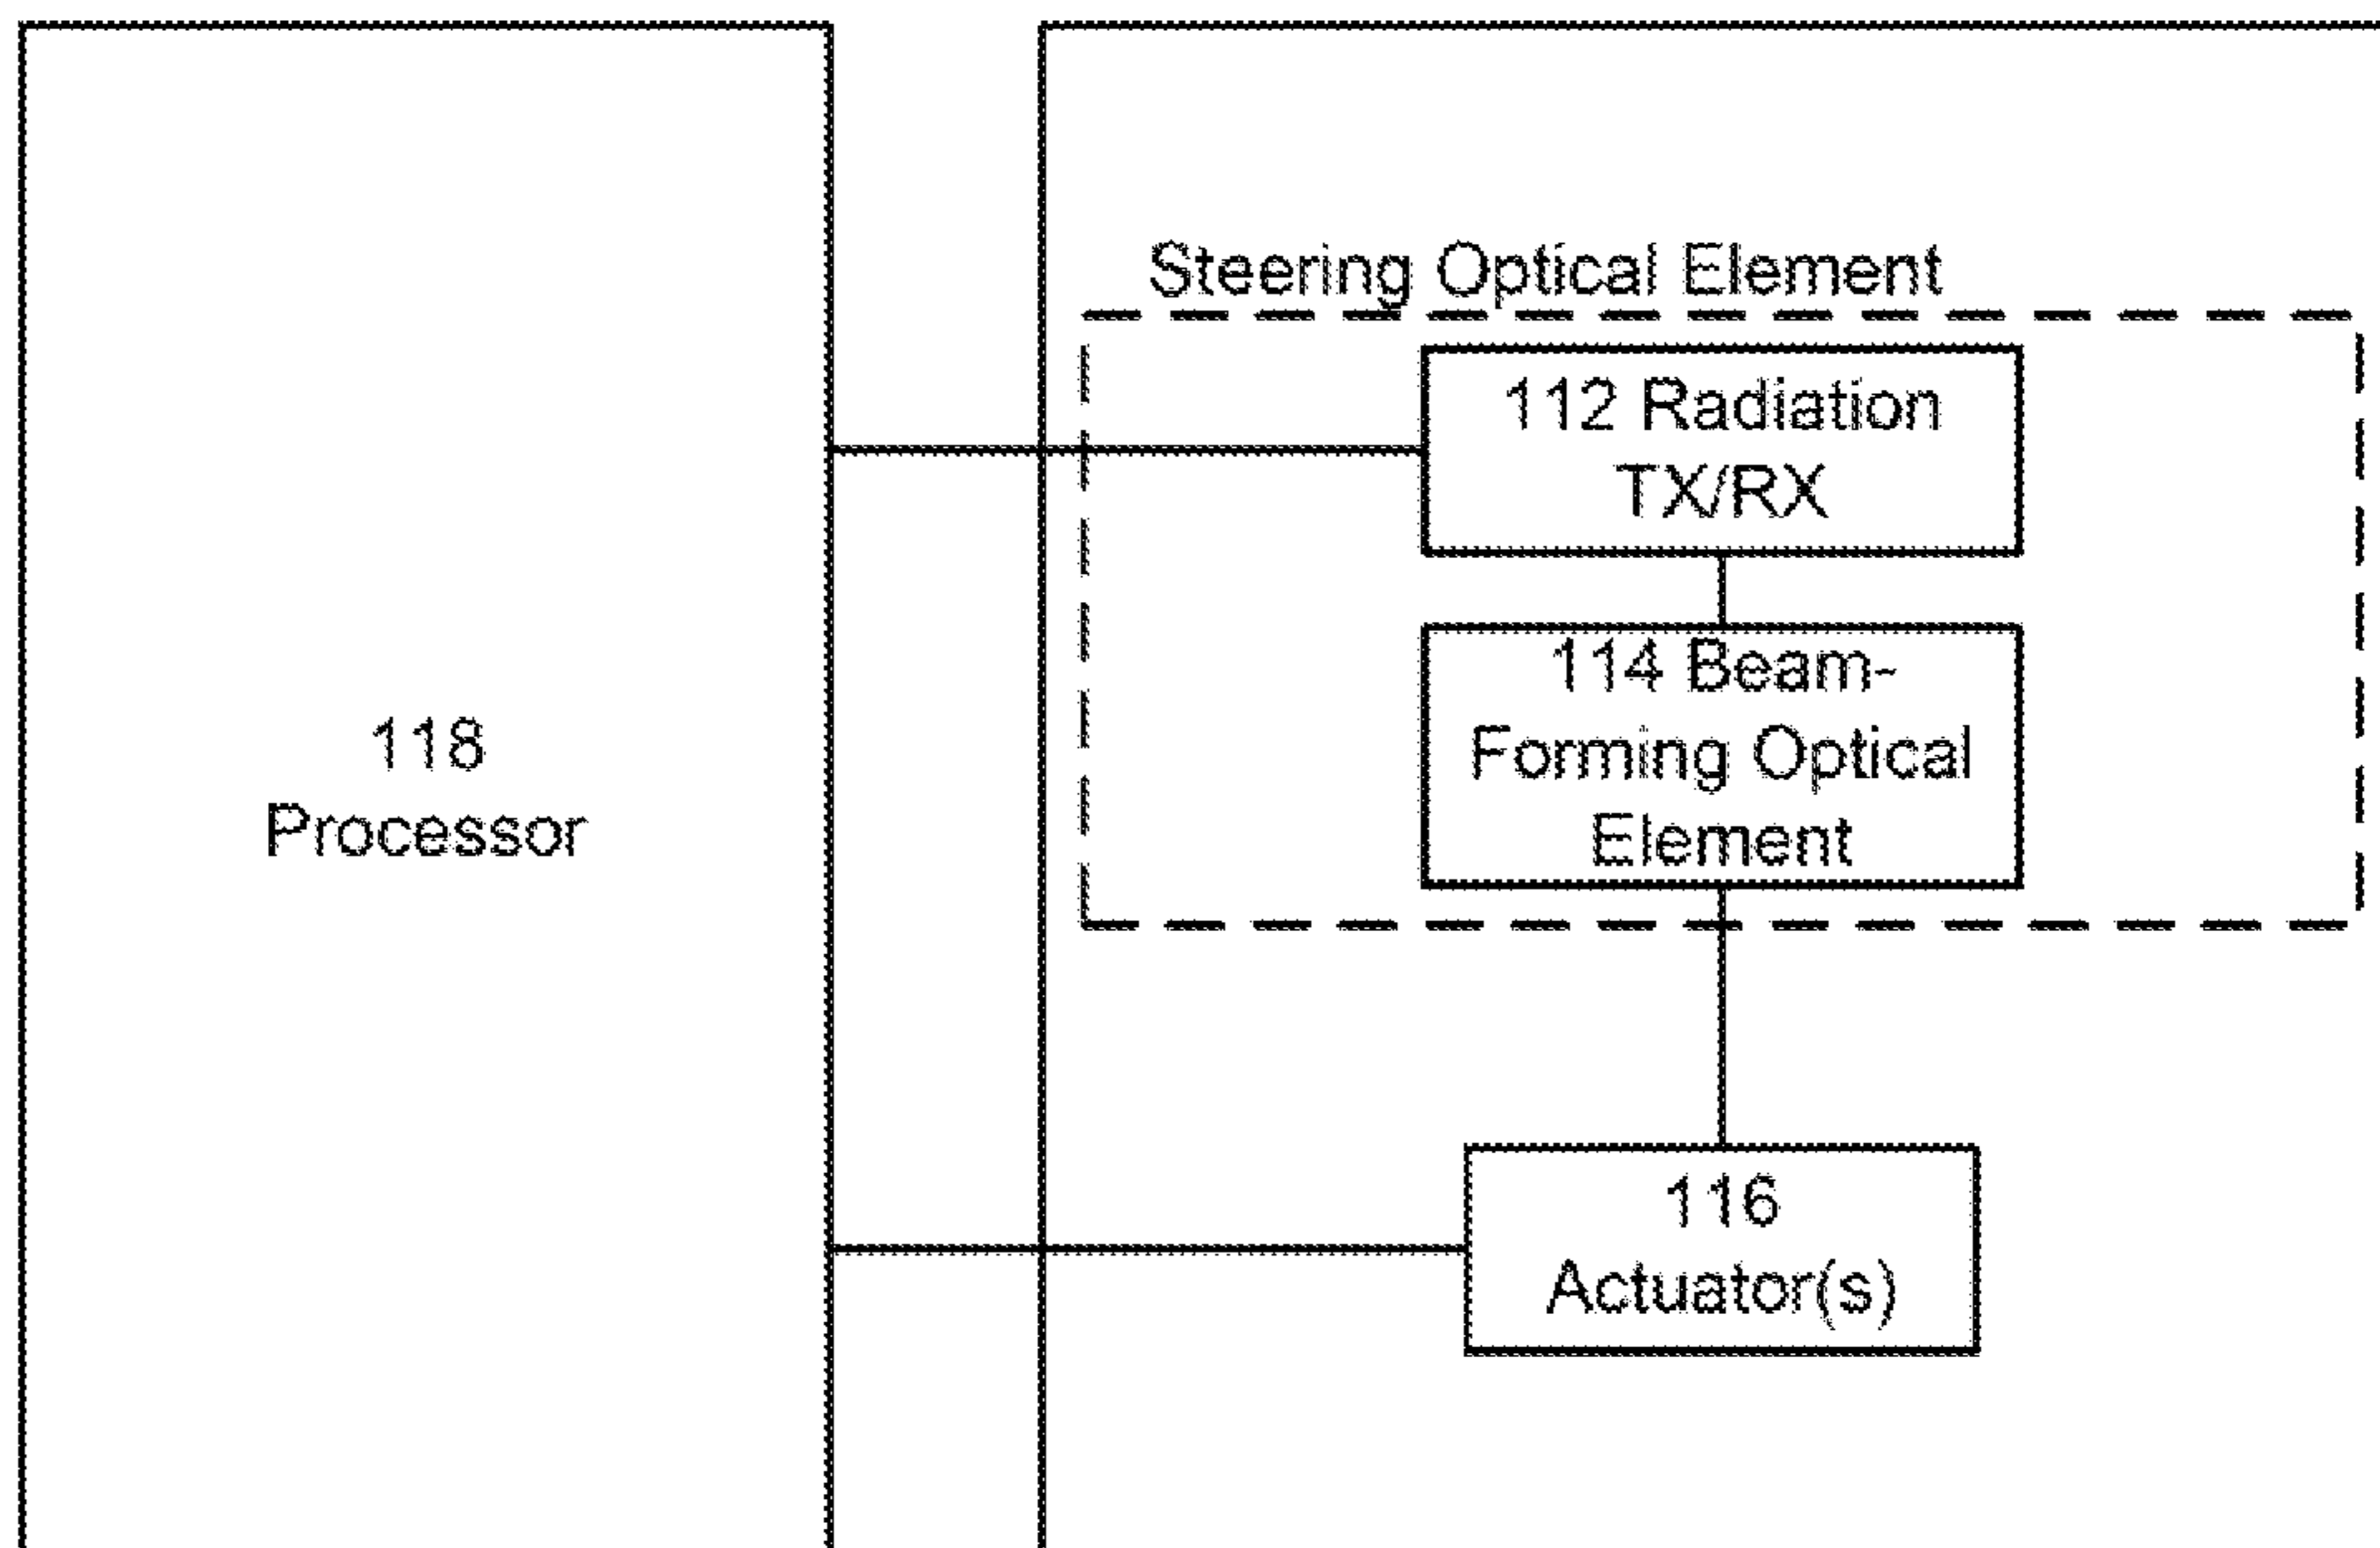 Steering Optical Element
112 Radiation
TX/RX
114 Beam-
Forming Optical
Element
118
Processor
116
Actuator(s)